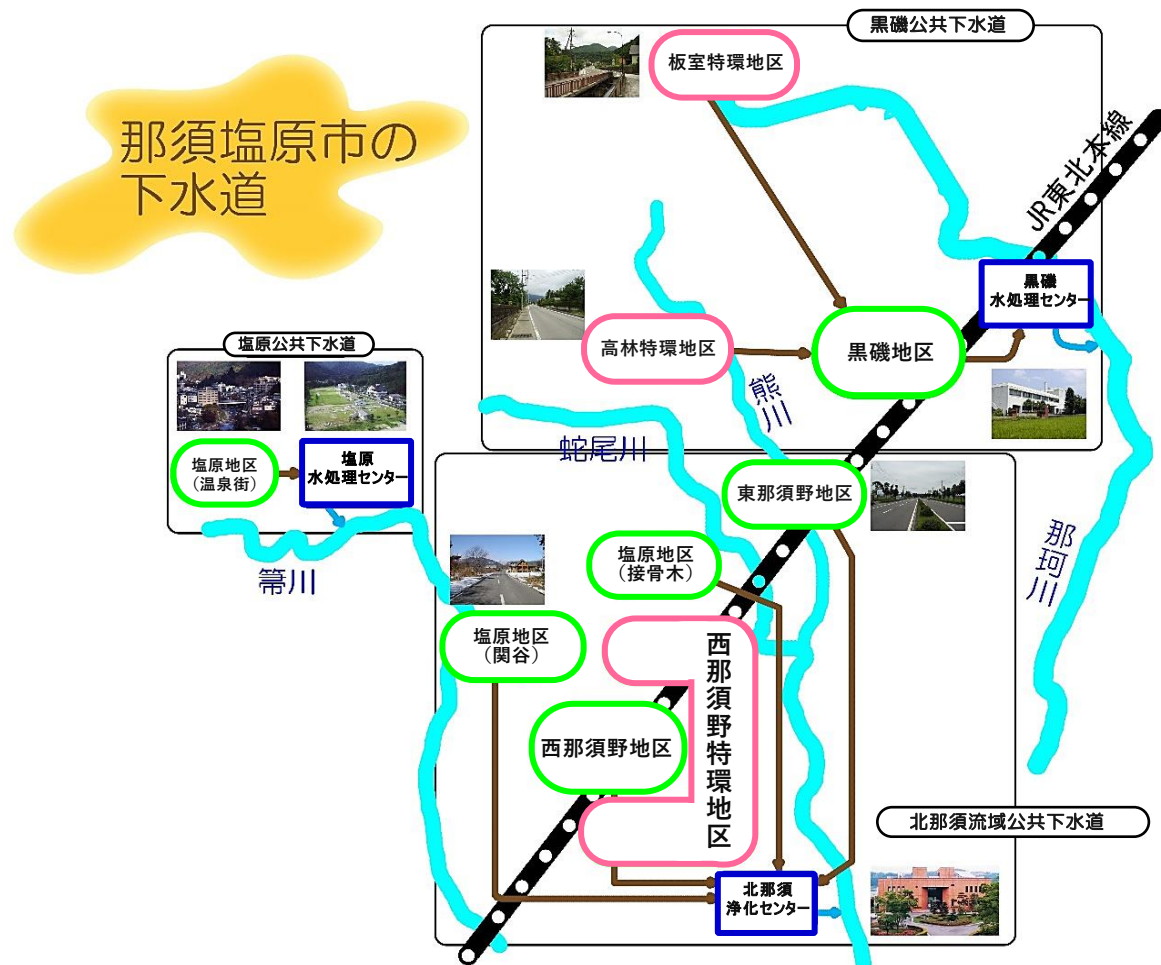 那須塩原市の
下水道
黒磯公共下水道
板室特環地区
JR東北本線
黒磯
水処理センター
高林特環地区
黒磯地区
熊川
那珂川
塩原公共下水道
塩原地区
（温泉街）
塩原
水処理センター
箒川
蛇尾川
東那須野地区
塩原地区
（接骨木）
塩原地区
（関谷）
西那須野特環地区
西那須野地区
北那須流域公共下水道
北那須
浄化センター